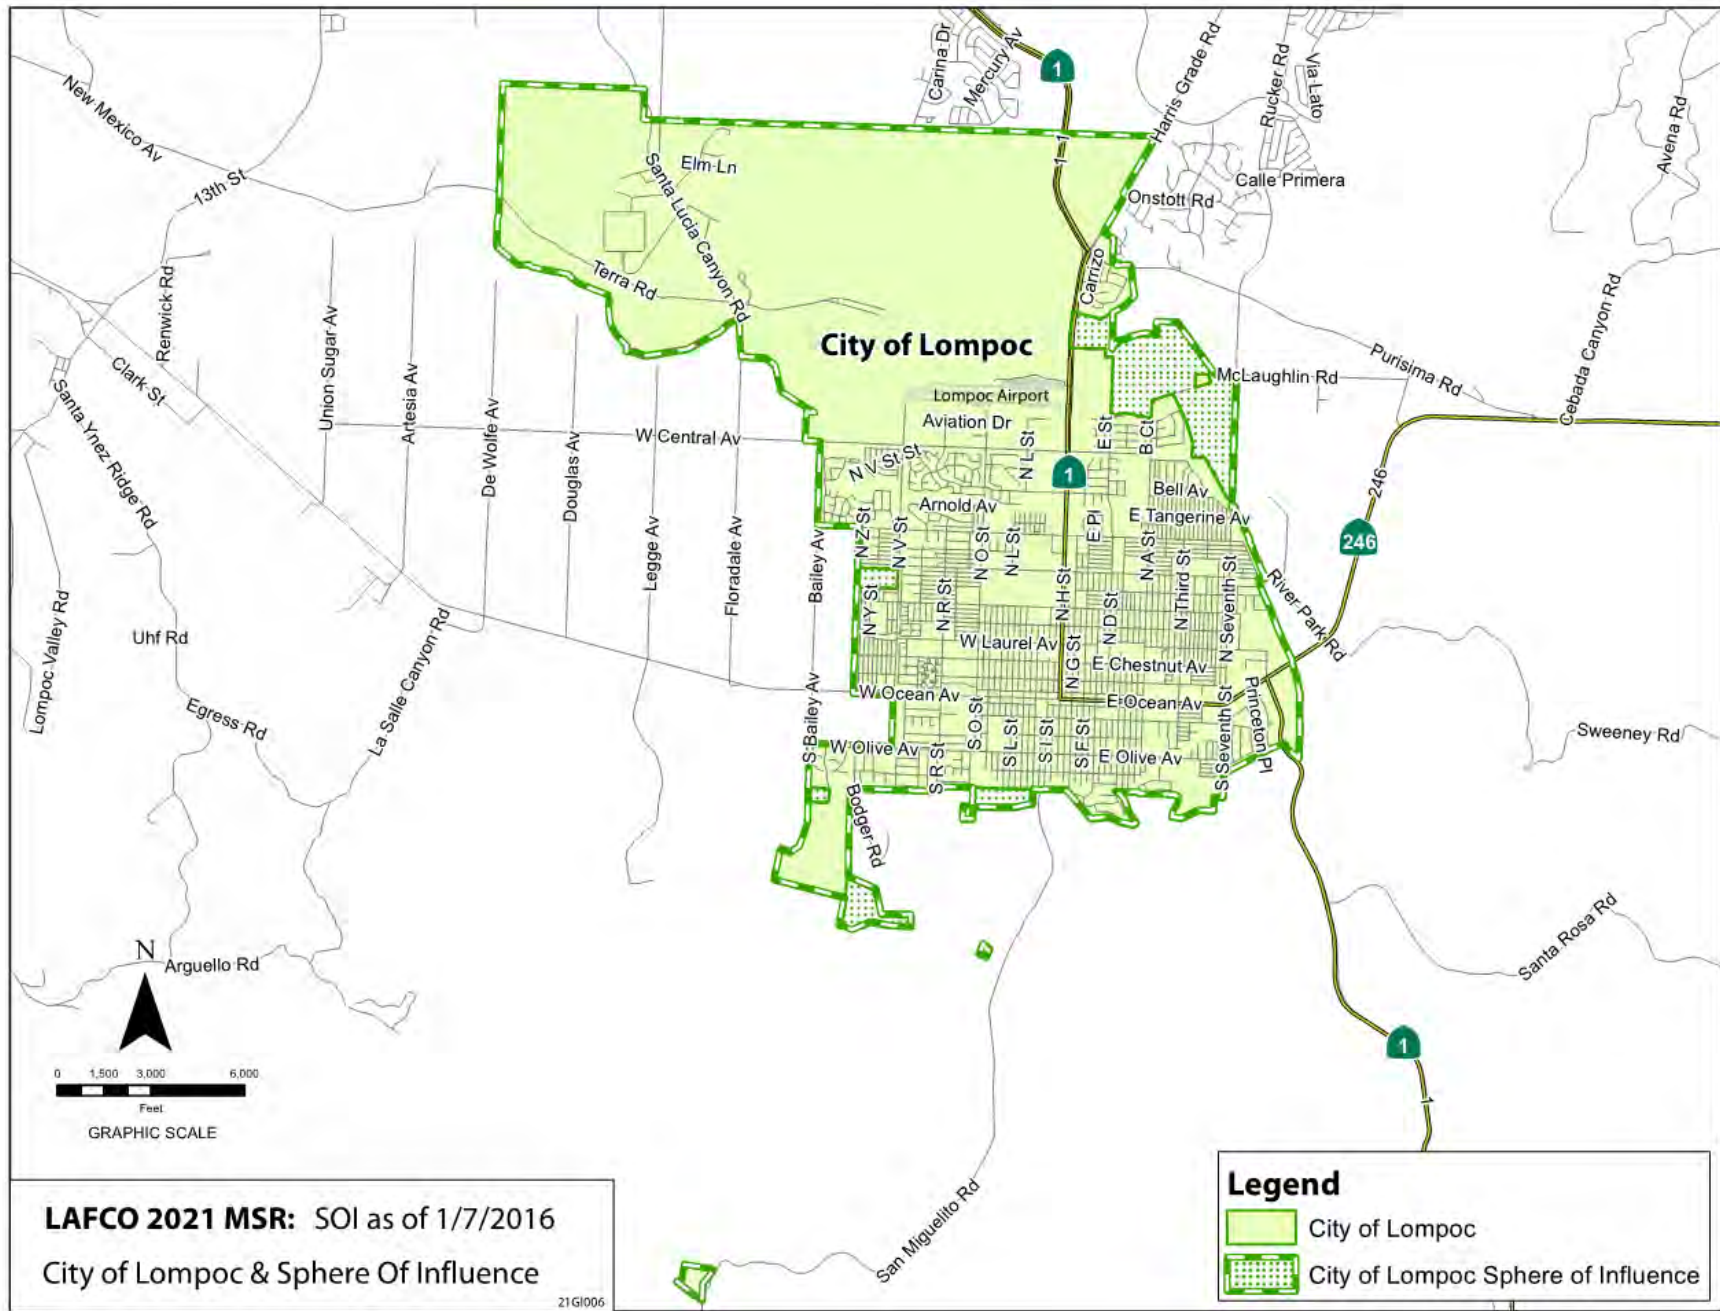 Carina Dr
Mercury Av
1
Harris Grade Rd
Rucker Rd
Via Lato
Avena Rd
New Mexico Av
13th St
Elm Ln
Santa Lucia Canyon Rd
1
Calle Primera
Onstott Rd
Terra Rd
Carrizo
Renwick Rd
Clark St
Union Sugar Av
Artesia Av
De Wolfe Av
Douglas Av
City of Lompoc
McLaughlin Rd
Purisima Rd
Cebada Canyon Rd
Lompoc Airport
Aviation Dr
W Central Av
N V St St
N L St
E St
B Ct
1
Santa Ynez Ridge Rd
Arnold Av
Bell Av
E Tangerine Av
246
246
N Z St
N V St
N O St
N L St
E Pl
N A St
Legge Av
Floradale Av
Bailey Av
N Y St
N R St
N H St
N D St
N Third St
N Seventh St
River Park Rd
Lompoc Valley Rd
Uhf Rd
La Salle Canyon Rd
W Laurel Av
N G St
E Chestnut Av
Egress Rd
W Ocean Av
E Ocean Av
S Bailey Av
W Olive Av
S O St
S L St
S I St
S F St
E Olive Av
S Seventh St
Princeton Pl
S R St
Sweeney Rd
Bodger Rd
N
Arguello Rd
Santa Rosa Rd
1
1
0 1,500 3,000 6,000
Feet
GRAPHIC SCALE
San Miguelito Rd
LAFCO 2021 MSR: SOI as of 1/7/2016
City of Lompoc & Sphere Of Influence
21GI006
Legend
City of Lompoc
City of Lompoc Sphere of Influence